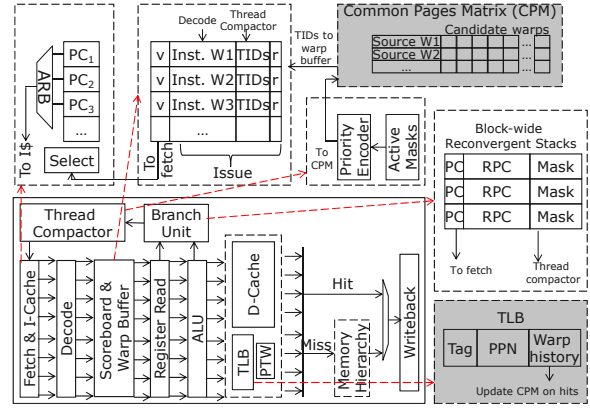 Common Pages Matrix (CPM)
Candidate warps
Source W1
Source W2
...
...
...
...
TIDs to
warp
buffer
Decode
Thread
Compactor
v Inst. W1 TIDs r
v Inst. W2 TIDs r
v Inst. W3 TIDs r
...
To
fetch
Issue
PC1
PC2
PC3
...
ARB
To I$
Select
To
CPM
Priority
Encoder
Active
Masks
Block-wide
Reconvergent Stacks
PC RPC Mask
PC RPC Mask
PC RPC Mask
To fetch
Thread
compactor
Thread
Compactor
Branch
Unit
Fetch & I-Cache
Decode
Scoreboard &
Warp Buffer
Register Read
ALU
D-Cache
TLB
PTW
Hit
Miss
Memory
Hierarchy
Writeback
TLB
Tag PPN Warp
history
Update CPM on hits